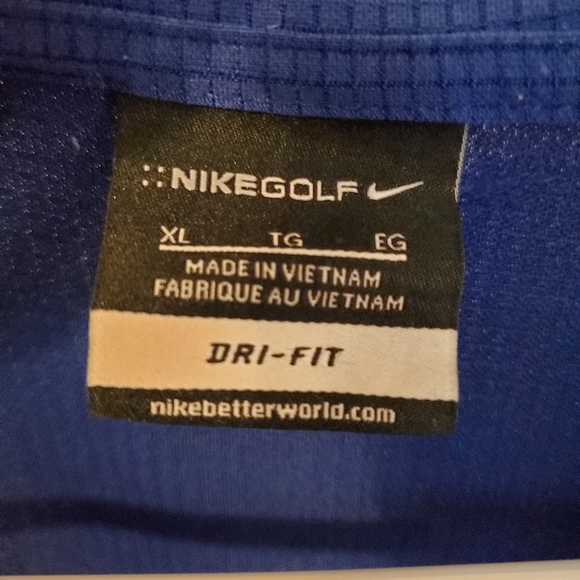 ::NIKEGOLF
XL TG EG
MADE IN VIETNAM
FABRIQUE AU VIETNAM
DRI-FIT
nikebetterworld.com